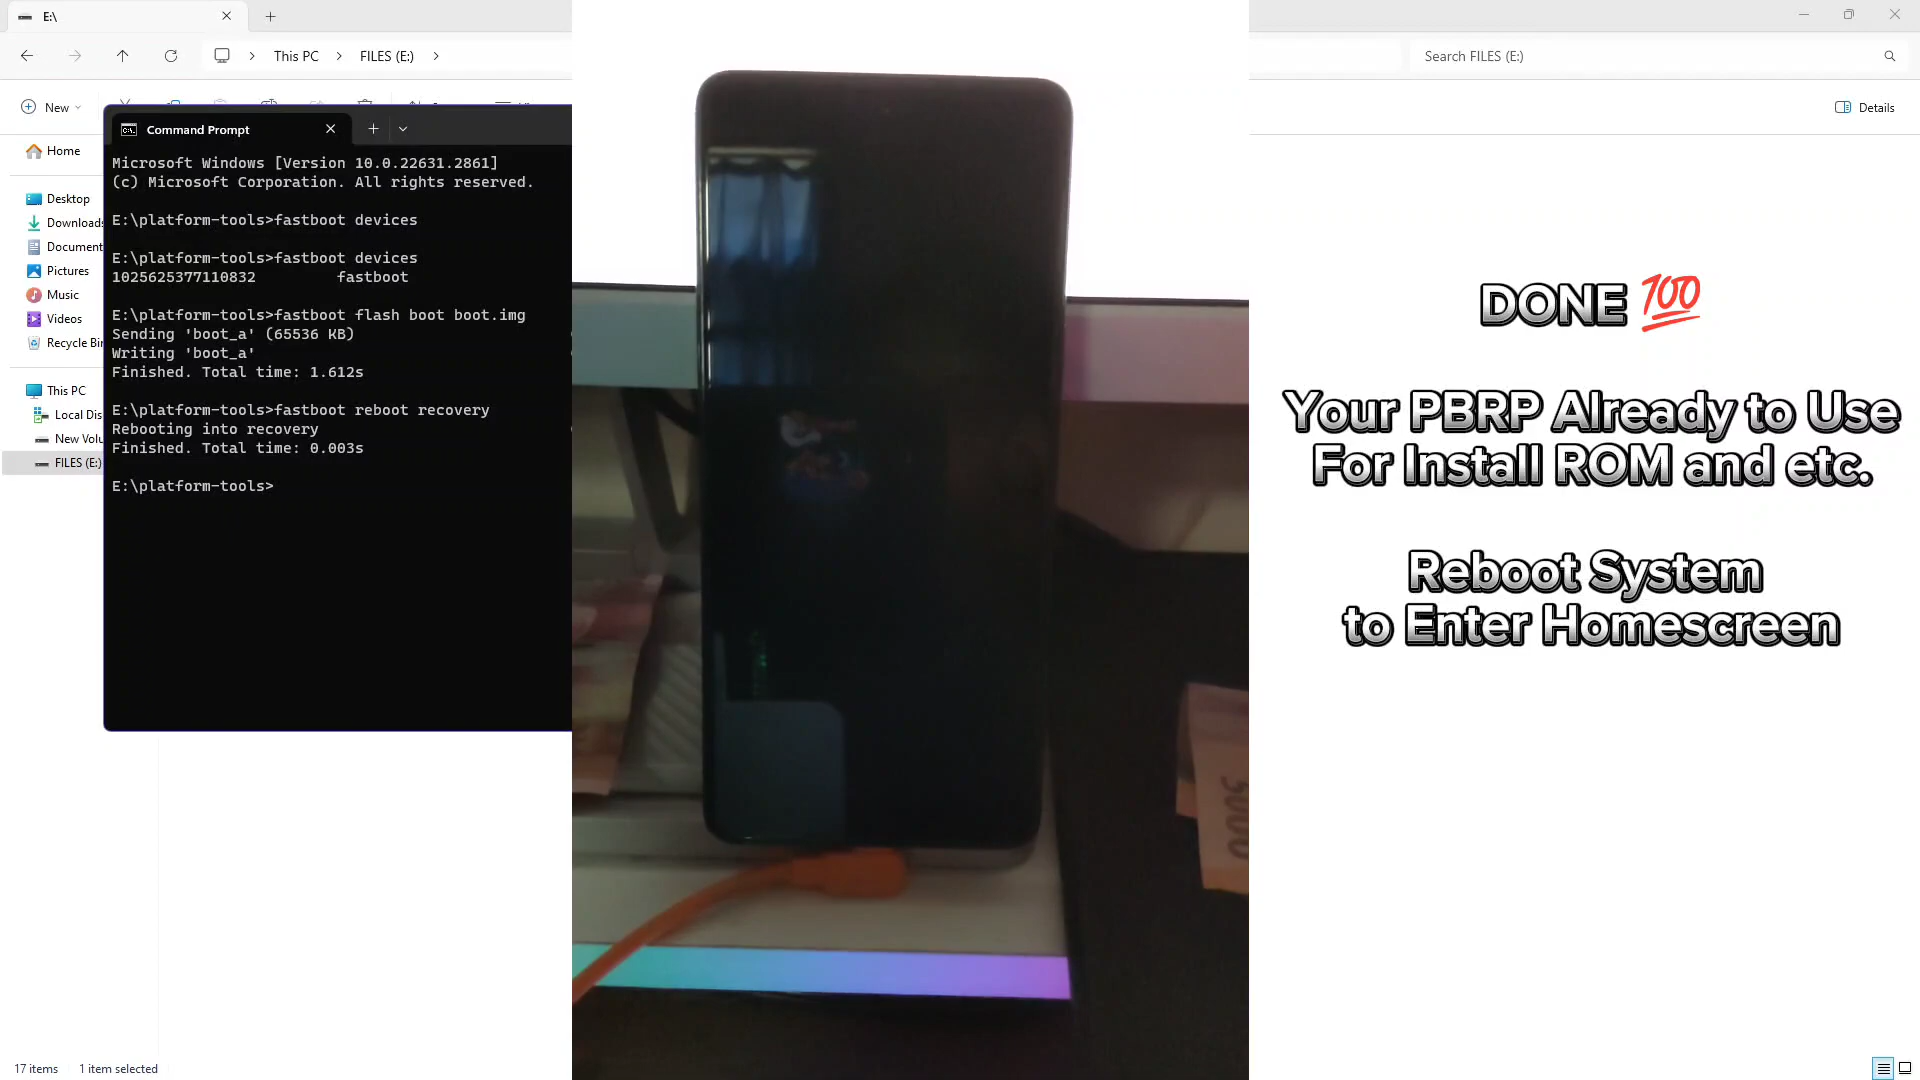 E:\
This PC
FILES (E:)
Search FILES (E:)
New
Details
Home
Desktop
Downloads
Document
Pictures
Music
Videos
Recycle Bin
This PC
Local Dis
New Volu
FILES (E:)
Command Prompt
Microsoft Windows [Version 10.0.22631.2861]
(c) Microsoft Corporation. All rights reserved.
E:\platform-tools>fastboot devices
E:\platform-tools>fastboot devices
1025625377110832 fastboot
E:\platform-tools>fastboot flash boot boot.img
Sending 'boot_a' (65536 KB)
Writing 'boot_a'
Finished. Total time: 1.612s
E:\platform-tools>fastboot reboot recovery
Rebooting into recovery
Finished. Total time: 0.003s
E:\platform-tools>
DONE 💯
Your PBRP Already to Use
For Install ROM and etc.
Reboot System
to Enter Homescreen
17 items
1 item selected